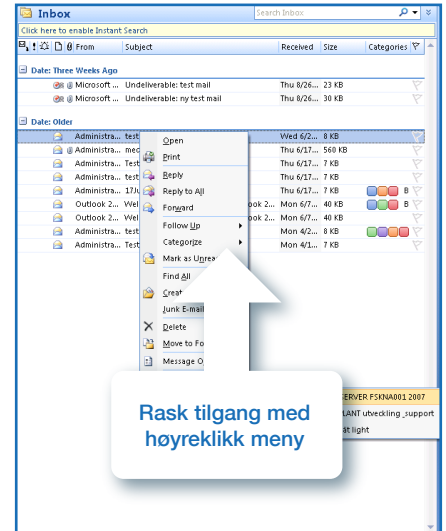 Inbox
Search Inbox
Click here to enable Instant Search
From Subject Received Size Categories
Date: Three Weeks Ago
Microsoft ... Undeliverable: test mail Thu 8/26... 23 KB
Microsoft ... Undeliverable: ny test mail Thu 8/26... 30 KB
Date: Older
Administra... test Wed 6/2... 8 KB
Administra... Thu 6/17... 560 KB
Administra... Test Thu 6/17... 7 KB
Administra... test Thu 6/17... 7 KB
Administra... Thu 6/17... 7 KB B
Outlook 2... Wel ook 2... Mon 6/7... 40 KB B
Outlook 2... Wel ook 2... Mon 6/7... 40 KB
Administra... test Mon 4/2... 8 KB
Administra... test Mon 4/1... 7 KB
Open
Print
Reply
Reply to All
Forward
Follow Up
Categorize
Mark as Unrea
Find All
Creat
Junk E-mail
Delete
Move to Fo
Message O
Rask tilgang med
høyreklikk meny
ERVER FSKNA001 2007
LANT utveckling _support
ät light